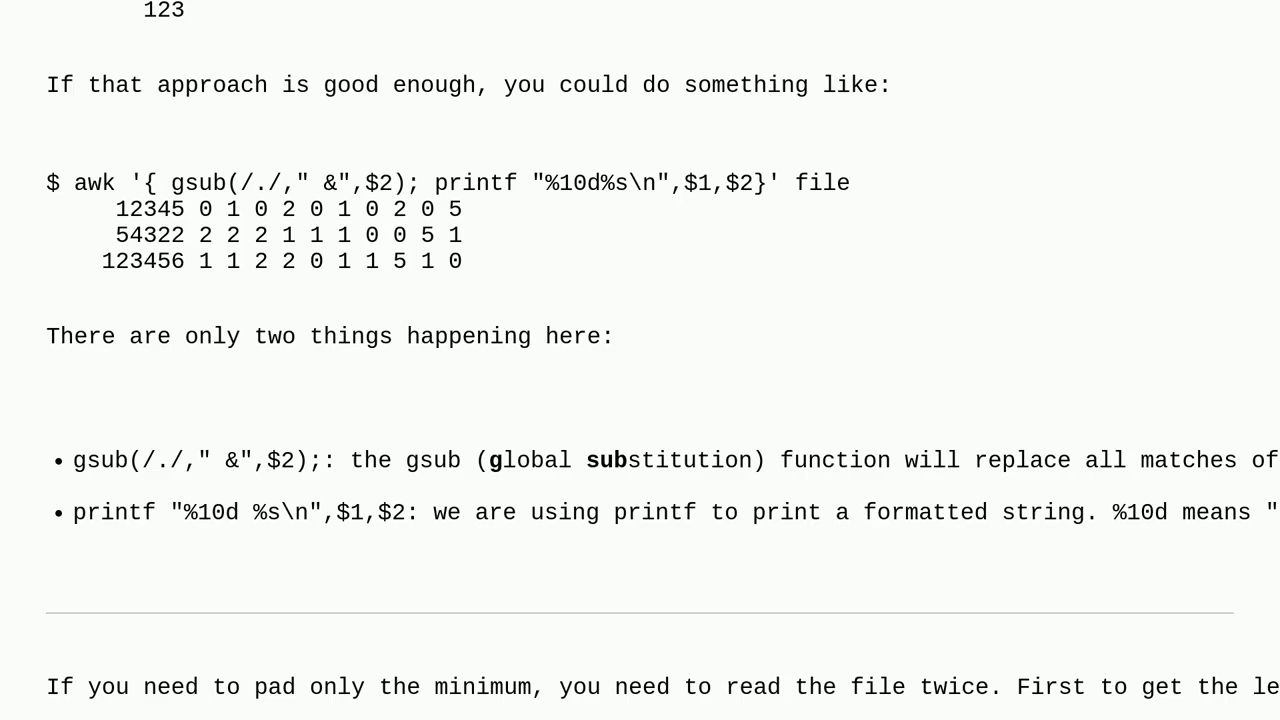 123
If that approach is good enough, you could do something like:
$ awk '{ gsub(/./," &",$2); printf "%10d%s\n",$1,$2}' file
12345 0 1 0 2 0 1 0 2 0 5
54322 2 2 2 1 1 1 0 0 5 1
123456 1 1 2 2 0 1 1 5 1 0
There are only two things happening here:
• gsub(/./," &",$2);: the gsub (global substitution) function will replace all matches of
• printf "%10d %s\n",$1,$2: we are using printf to print a formatted string. %10d means "
If you need to pad only the minimum, you need to read the file twice. First to get the le